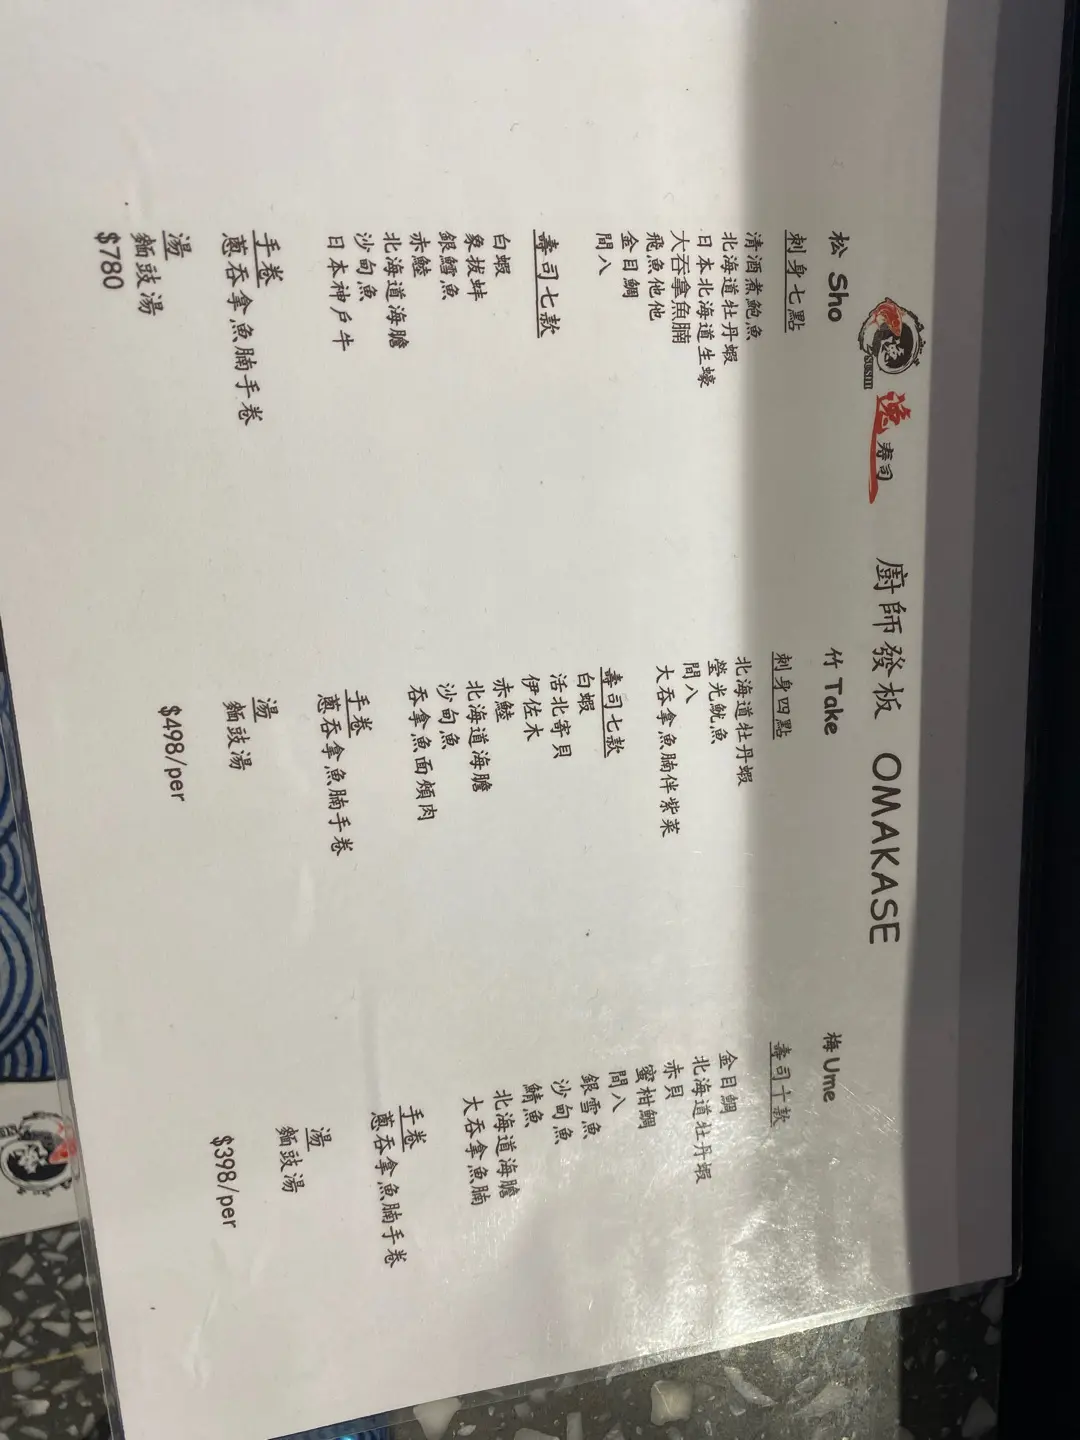 逸寿司
廚師發板 OMAKASE
松 Sho
刺身七點
清酒煮鮑魚
北海道牡丹蝦
日本北海道生蠔
大吞拿魚腩
飛魚他他
金目鯛
間八
壽司七款
白蝦
象拔蚌
銀鱈魚
赤鯥
北海道海膽
沙甸魚
日本神戶牛
手卷
蔥吞拿魚腩手卷
湯
麵豉湯
$780
竹 Take
刺身四點
北海道牡丹蝦
螢光魷魚
間八
大吞拿魚腩伴紫菜
壽司七款
白蝦
活北寄貝
伊佐木
赤鯥
北海道海膽
沙甸魚
吞拿魚面頰肉
手卷
蔥吞拿魚腩手卷
湯
麵豉湯
$498/per
梅 Ume
壽司十款
金目鯛
北海道牡丹蝦
赤貝
蜜柑鯛
間八
銀雪魚
沙甸魚
鯖魚
北海道海膽
大吞拿魚腩
手卷
蔥吞拿魚腩手卷
湯
麵豉湯
$398/per